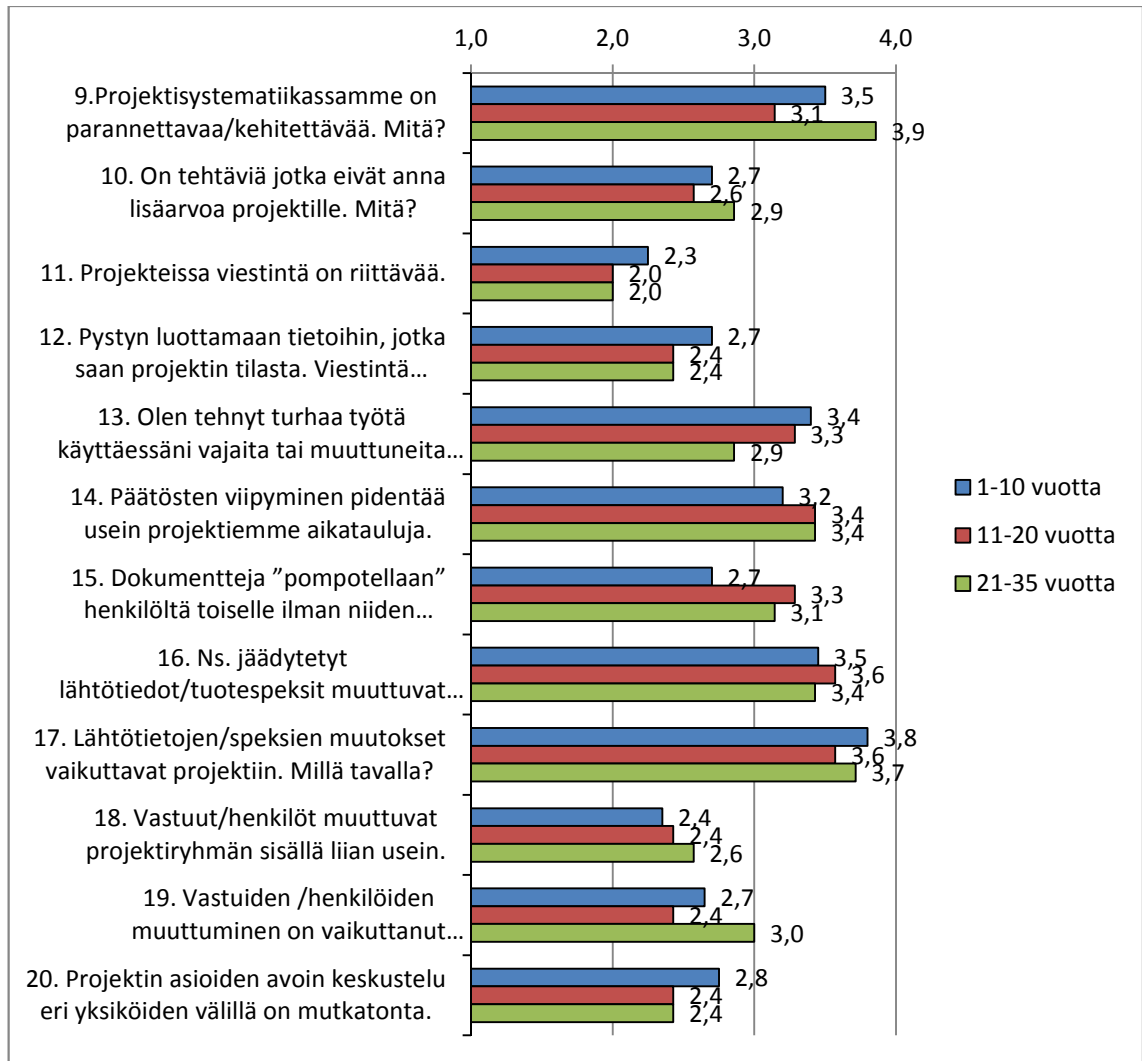 1,0 2,0 3,0 4,0
9.Projektisystematiikassamme on
parannettavaa/kehitettävää. Mitä?
3,5
3,1
3,9
10. On tehtäviä jotka eivät anna
lisäarvoa projektille. Mitä?
2,7
2,6
2,9
11. Projekteissa viestintä on riittävää.
2,3
2,0
2,0
12. Pystyn luottamaan tietoihin, jotka
saan projektin tilasta. Viestintä…
2,7
2,4
2,4
13. Olen tehnyt turhaa työtä
käyttäessäni vajaita tai muuttuneita…
3,4
3,3
2,9
14. Päätösten viipyminen pidentää
usein projektiemme aikatauluja.
3,2
3,4
3,4
15. Dokumentteja ”pompotellaan”
henkilöltä toiselle ilman niiden…
2,7
3,3
3,1
16. Ns. jäädytetyt
lähtötiedot/tuotespeksit muuttuvat…
3,5
3,6
3,4
17. Lähtötietojen/speksien muutokset
vaikuttavat projektiin. Millä tavalla?
3,8
3,6
3,7
18. Vastuut/henkilöt muuttuvat
projektiryhmän sisällä liian usein.
2,4
2,4
2,6
19. Vastuiden /henkilöiden
muuttuminen on vaikuttanut…
2,7
2,4
3,0
20. Projektin asioiden avoin keskustelu
eri yksiköiden välillä on mutkatonta.
2,8
2,4
2,4
1-10 vuotta
11-20 vuotta
21-35 vuotta